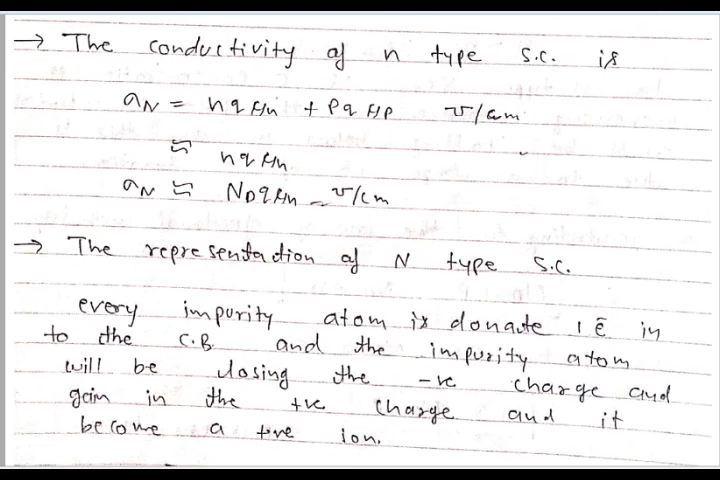 → The conductivity of n type s.c. is
σN = nqμn + Pqμp ℧/cm
≃ nqμn
σN ≃ NDqμn ℧/cm
→ The representaction of N type s.c.
every impurity atom is donaute 1 ē in
to the C.B. and the impurity atom
will be losing the -ve charge and
gain in the +ve charge and it
become a +ve ion.